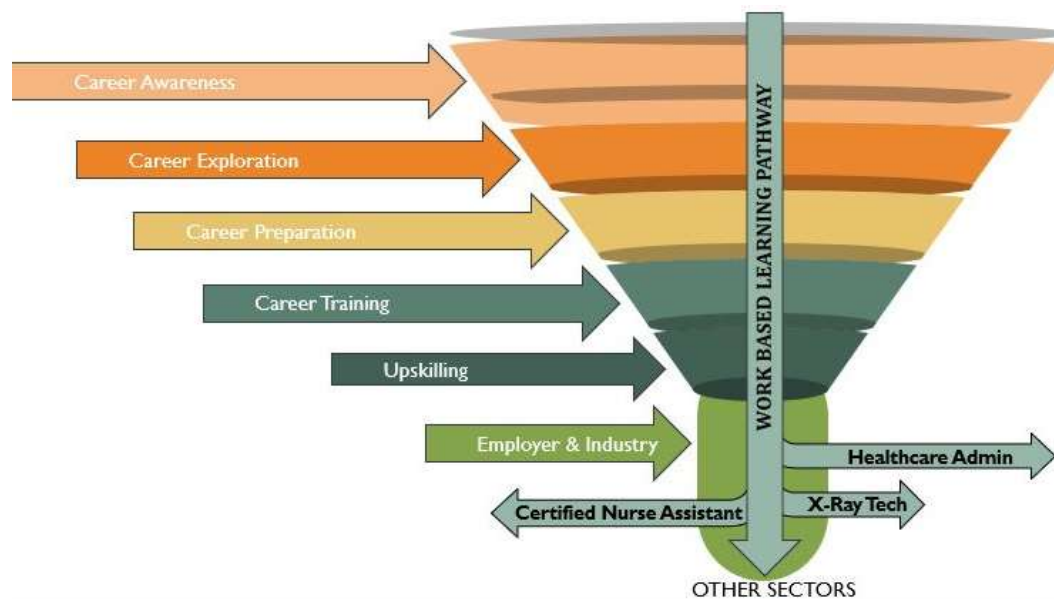 Career Awareness
Career Exploration
Career Preparation
Career Training
Upskilling
Employer & Industry
WORK BASED LEARNING PATHWAY
Healthcare Admin
X-Ray Tech
Certified Nurse Assistant
OTHER SECTORS